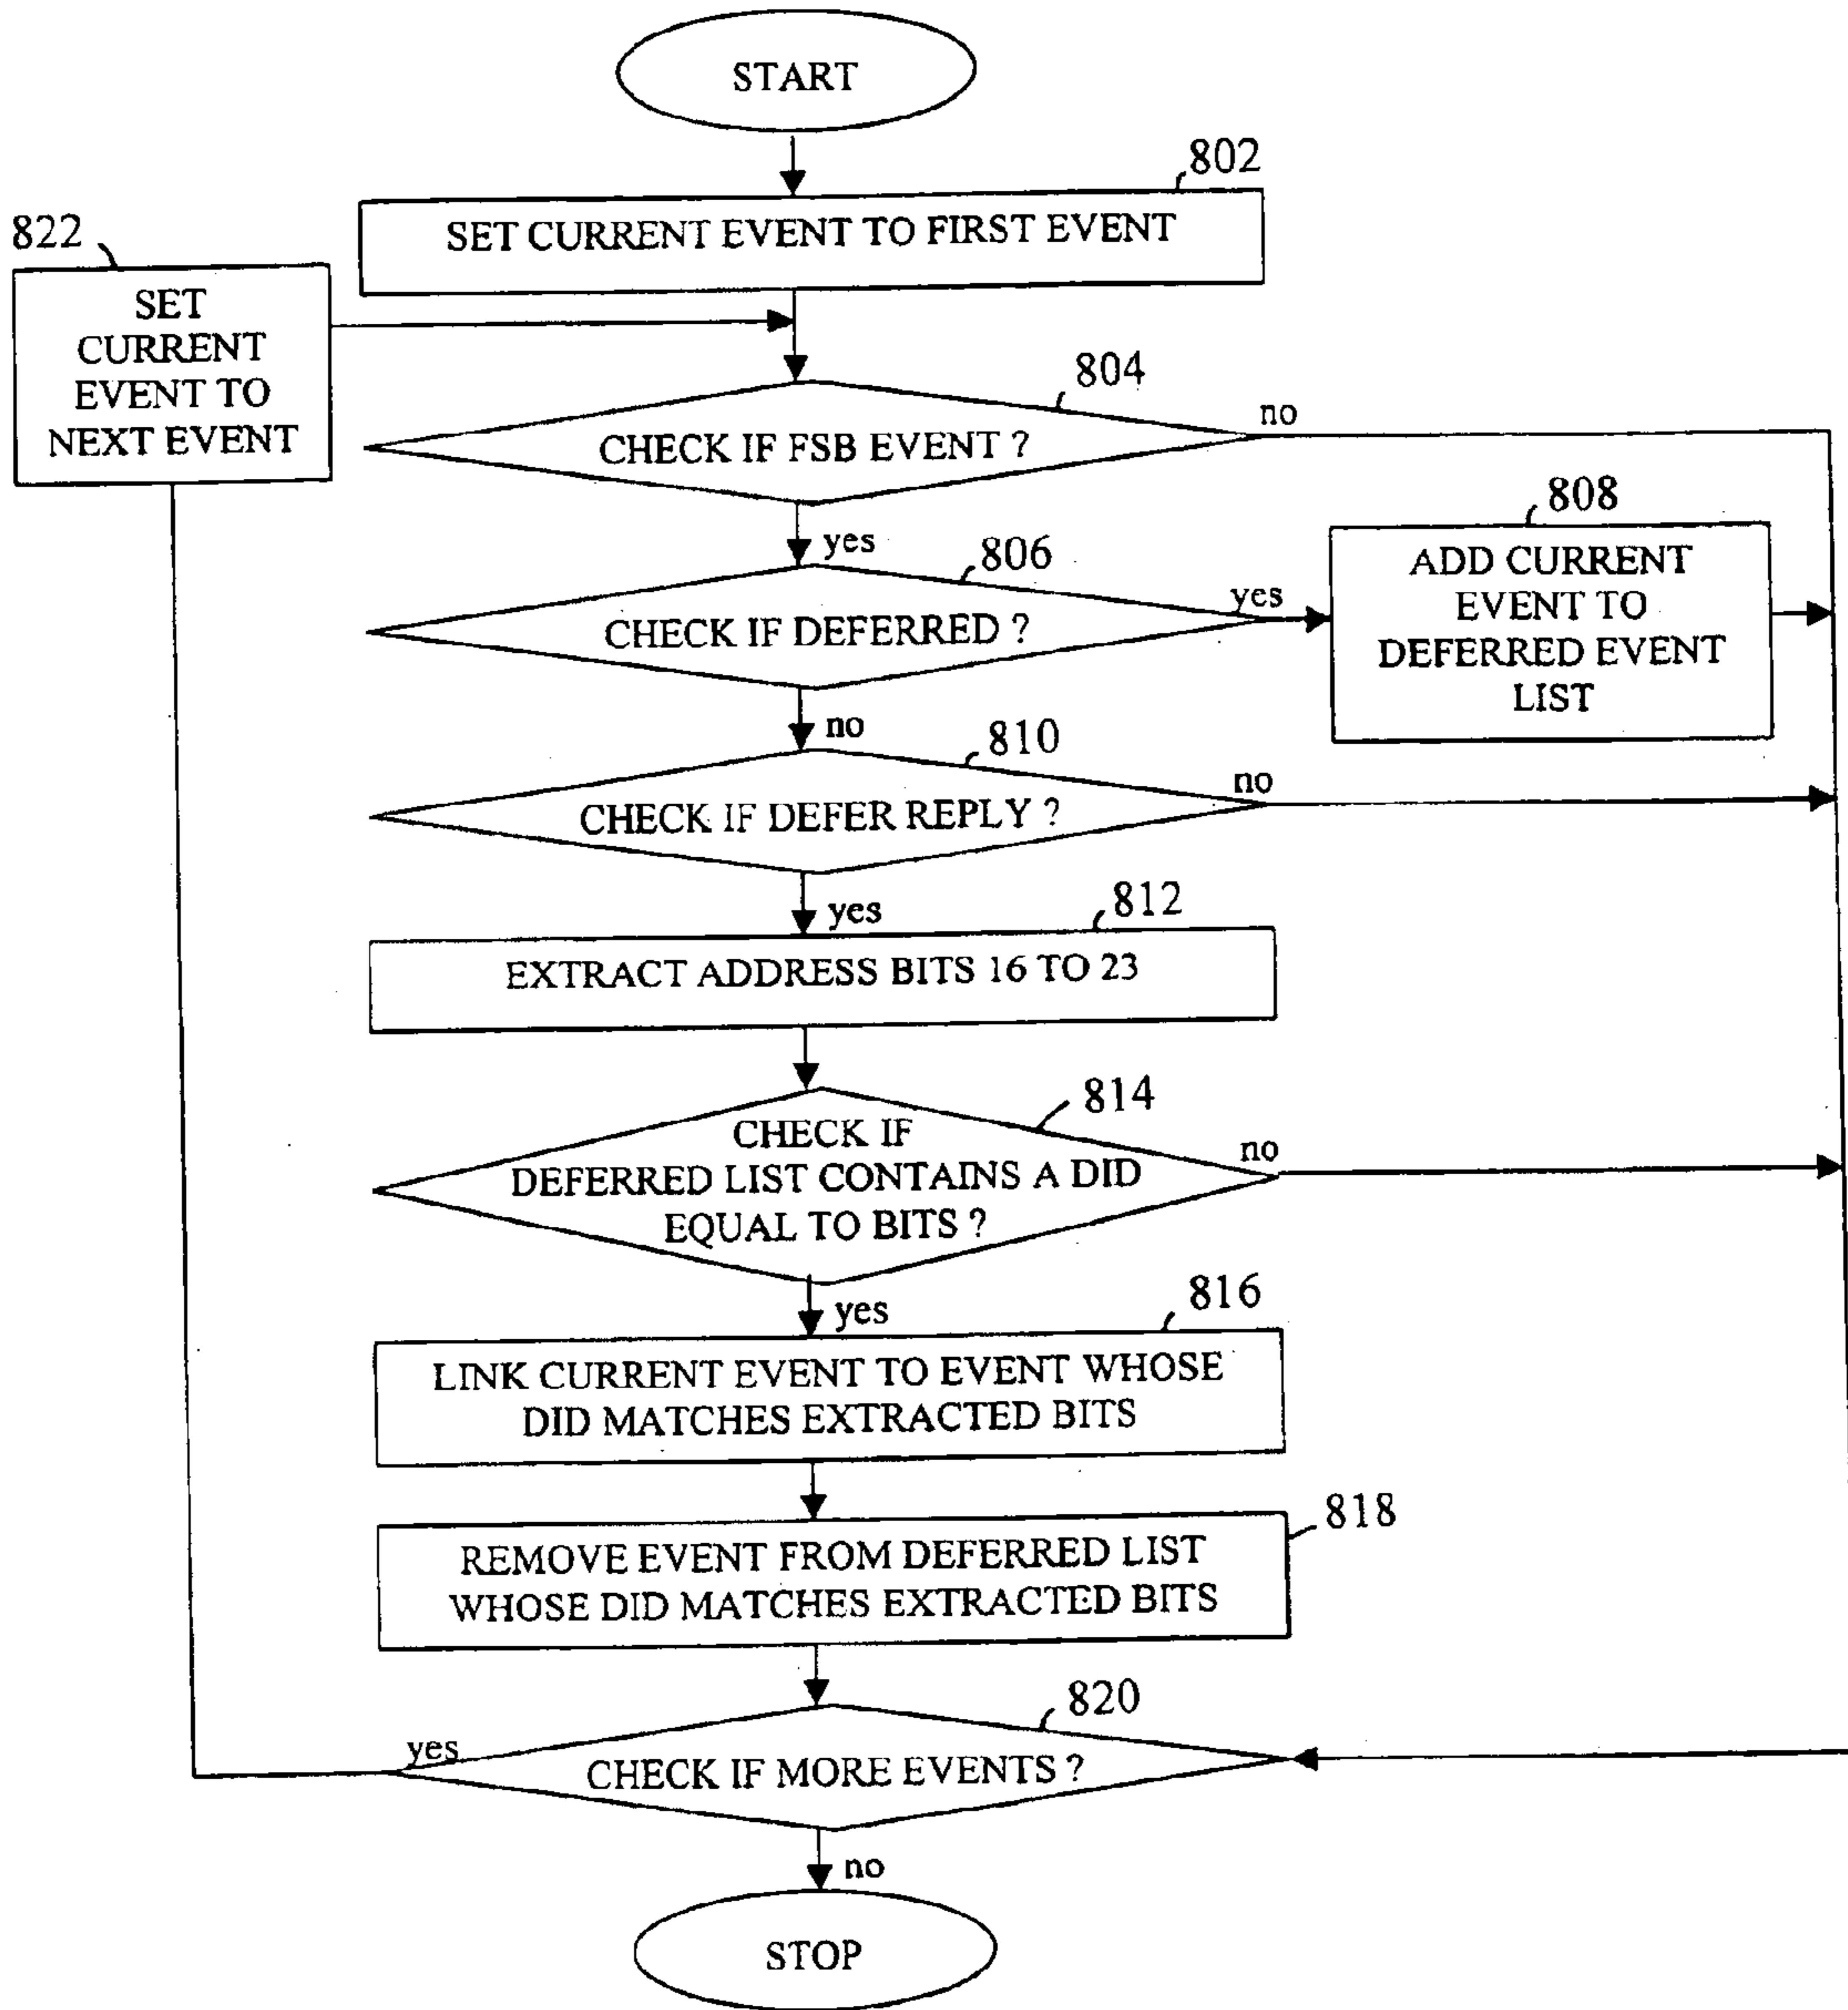 START
802
SET CURRENT EVENT TO FIRST EVENT
822
SET
CURRENT
EVENT TO
NEXT EVENT
804
CHECK IF FSB EVENT ?
no
yes
806
CHECK IF DEFERRED ?
yes
808
ADD CURRENT
EVENT TO
DEFERRED EVENT
LIST
no
810
CHECK IF DEFER REPLY ?
no
yes
812
EXTRACT ADDRESS BITS 16 TO 23
814
CHECK IF
DEFERRED LIST CONTAINS A DID
EQUAL TO BITS ?
no
yes
816
LINK CURRENT EVENT TO EVENT WHOSE
DID MATCHES EXTRACTED BITS
818
REMOVE EVENT FROM DEFERRED LIST
WHOSE DID MATCHES EXTRACTED BITS
820
yes
CHECK IF MORE EVENTS ?
no
STOP